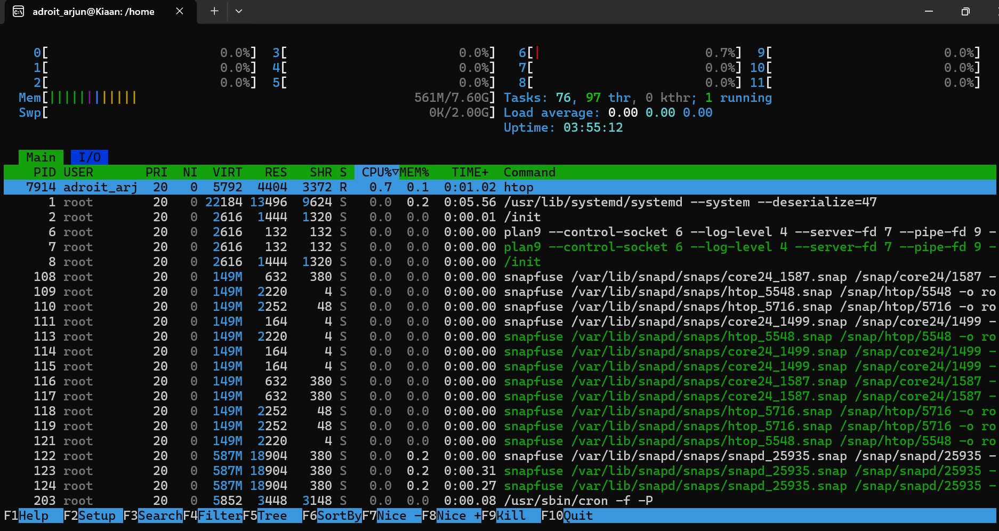 adroit_arjun@Kiaan: /home
0[ 0.0%] 3[ 0.0%] 6[| 0.7%] 9[ 0.0%]
1[ 0.0%] 4[ 0.0%] 7[ 0.0%] 10[ 0.0%]
2[ 0.0%] 5[ 0.0%] 8[ 0.0%] 11[ 0.0%]
Mem[|||||||||||| 561M/7.60G] Tasks: 76, 97 thr, 0 kthr; 1 running
Swp[ 0K/2.00G] Load average: 0.00 0.00 0.00
Uptime: 03:55:12
Main I/O
PID USER PRI NI VIRT RES SHR S CPU%▽MEM% TIME+ Command
7914 adroit_arj 20 0 5792 4404 3372 R 0.7 0.1 0:01.02 htop
1 root 20 0 22184 13496 9624 S 0.0 0.2 0:05.56 /usr/lib/systemd/systemd --system --deserialize=47
2 root 20 0 2616 1444 1320 S 0.0 0.0 0:00.01 /init
6 root 20 0 2616 132 132 S 0.0 0.0 0:00.00 plan9 --control-socket 6 --log-level 4 --server-fd 7 --pipe-fd 9 -
7 root 20 0 2616 132 132 S 0.0 0.0 0:00.00 plan9 --control-socket 6 --log-level 4 --server-fd 7 --pipe-fd 9 -
8 root 20 0 2616 1444 1320 S 0.0 0.0 0:00.00 /init
108 root 20 0 149M 632 380 S 0.0 0.0 0:00.00 snapfuse /var/lib/snapd/snaps/core24_1587.snap /snap/core24/1587 -
109 root 20 0 149M 2220 4 S 0.0 0.0 0:00.00 snapfuse /var/lib/snapd/snaps/htop_5548.snap /snap/htop/5548 -o ro
110 root 20 0 149M 2252 48 S 0.0 0.0 0:00.00 snapfuse /var/lib/snapd/snaps/htop_5716.snap /snap/htop/5716 -o ro
111 root 20 0 149M 164 4 S 0.0 0.0 0:00.00 snapfuse /var/lib/snapd/snaps/core24_1499.snap /snap/core24/1499 -
113 root 20 0 149M 2220 4 S 0.0 0.0 0:00.00 snapfuse /var/lib/snapd/snaps/htop_5548.snap /snap/htop/5548 -o ro
114 root 20 0 149M 164 4 S 0.0 0.0 0:00.00 snapfuse /var/lib/snapd/snaps/core24_1499.snap /snap/core24/1499 -
115 root 20 0 149M 164 4 S 0.0 0.0 0:00.00 snapfuse /var/lib/snapd/snaps/core24_1499.snap /snap/core24/1499 -
116 root 20 0 149M 632 380 S 0.0 0.0 0:00.00 snapfuse /var/lib/snapd/snaps/core24_1587.snap /snap/core24/1587 -
117 root 20 0 149M 632 380 S 0.0 0.0 0:00.00 snapfuse /var/lib/snapd/snaps/core24_1587.snap /snap/core24/1587 -
118 root 20 0 149M 2252 48 S 0.0 0.0 0:00.00 snapfuse /var/lib/snapd/snaps/htop_5716.snap /snap/htop/5716 -o ro
119 root 20 0 149M 2252 48 S 0.0 0.0 0:00.00 snapfuse /var/lib/snapd/snaps/htop_5716.snap /snap/htop/5716 -o ro
121 root 20 0 149M 2220 4 S 0.0 0.0 0:00.00 snapfuse /var/lib/snapd/snaps/htop_5548.snap /snap/htop/5548 -o ro
122 root 20 0 587M 18904 380 S 0.0 0.2 0:00.00 snapfuse /var/lib/snapd/snaps/snapd_25935.snap /snap/snapd/25935 -
123 root 20 0 587M 18904 380 S 0.0 0.2 0:00.31 snapfuse /var/lib/snapd/snaps/snapd_25935.snap /snap/snapd/25935 -
124 root 20 0 587M 18904 380 S 0.0 0.2 0:00.27 snapfuse /var/lib/snapd/snaps/snapd_25935.snap /snap/snapd/25935 -
203 root 20 0 5852 3448 3148 S 0.0 0.0 0:00.08 /usr/sbin/cron -f -P
F1Help F2Setup F3SearchF4FilterF5Tree F6SortByF7Nice -F8Nice +F9Kill F10Quit